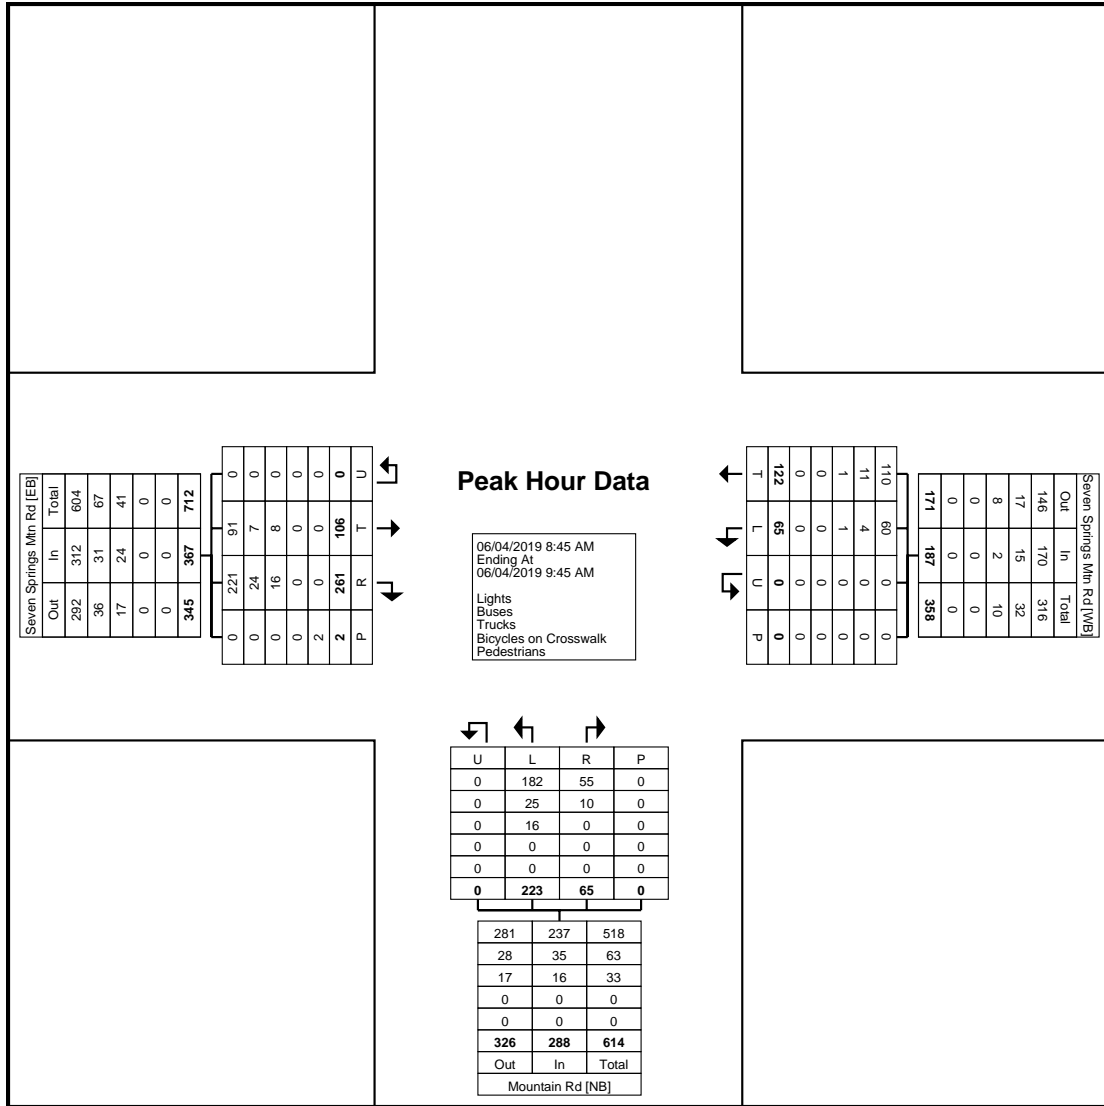 Peak Hour Data
06/04/2019 8:45 AM
Ending At
06/04/2019 9:45 AM
Lights
Buses
Trucks
Bicycles on Crosswalk
Pedestrians
Seven Springs Mtn Rd [EB]
Total 604 67 41 0 0 712
In 312 31 24 0 0 367
Out 292 36 17 0 0 345
0 0 0 0 0 0 U
91 7 8 0 0 106 T
221 24 16 0 0 261 R
0 0 0 0 2 2 P
Seven Springs Mtn Rd [WB]
Out 146 17 8 0 0 171
In 170 15 2 0 0 187
Total 316 32 10 0 0 358
110 11 1 0 0 122 T
60 4 1 0 0 65 L
0 0 0 0 0 0 U
0 0 0 0 0 0 P
U L R P
0 182 55 0
0 25 10 0
0 16 0 0
0 0 0 0
0 0 0 0
0 223 65 0
281 237 518
28 35 63
17 16 33
0 0 0
0 0 0
326 288 614
Out In Total
Mountain Rd [NB]